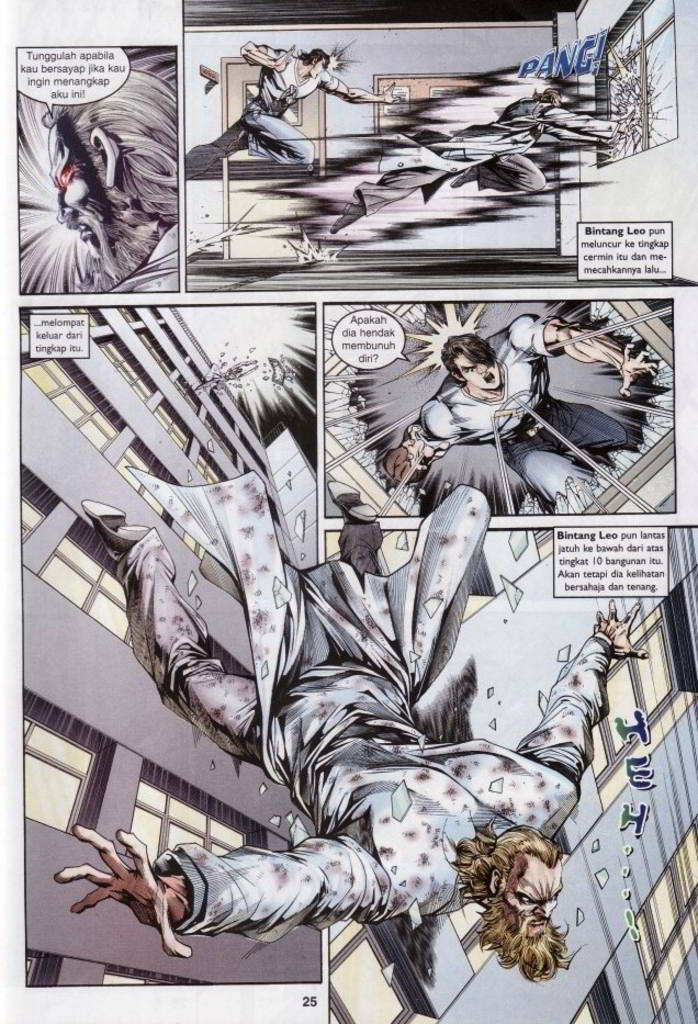 Tunggulah apabila
kau bersayap jika kau
ingin menangkap
aku ini!
PANG!
Bintang Leo pun
meluncur ke tingkap
cermin itu dan me-
mecahkannya lalu...
...melompat
keluar dari
tingkap itu.
Apakah
dia hendak
membunuh
diri?
Bintang Leo pun lantas
jatuh ke bawah dari atas
tingkat 10 bangunan itu.
Akan tetapi dia kelihatan
bersahaja dan tenang.
25